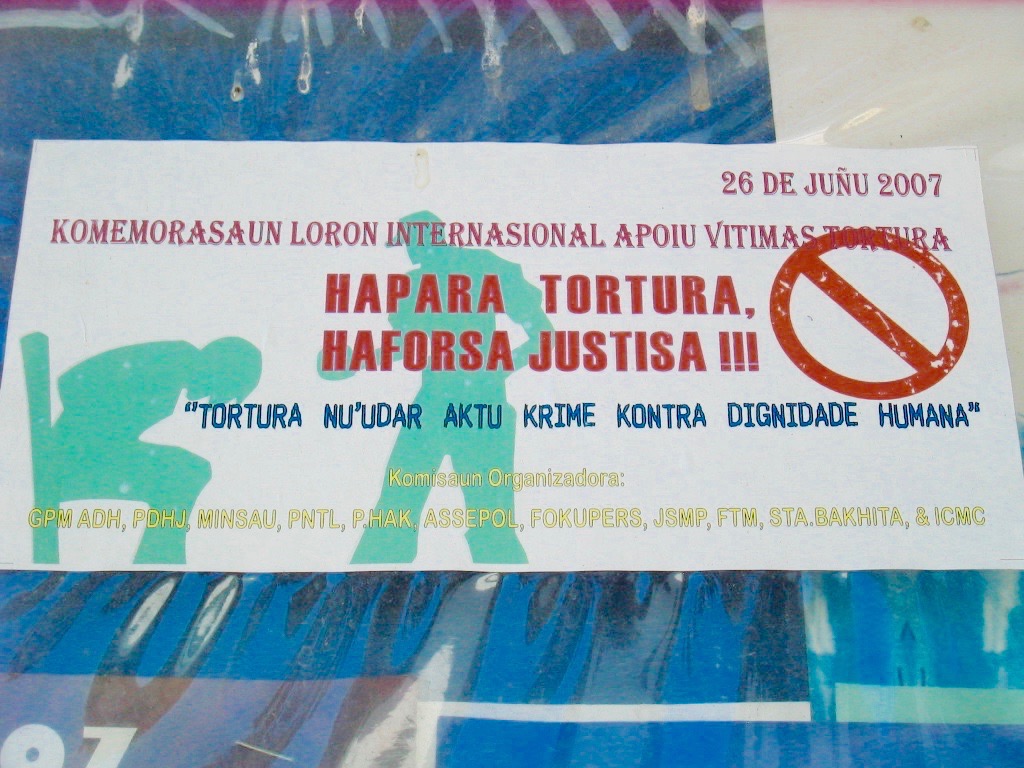 26 DE JUÑU 2007
KOMEMORASAUN LORON INTERNASIONAL APOIU VITIMAS TORTURA
HAPARA TORTURA,
HAFORSA JUSTISA !!!
"TORTURA NU'UDAR AKTU KRIME KONTRA DIGNIDADE HUMANA"
Komisaun Organizadora:
GPM ADH, PDHJ, MINSAU, PNTL, P.HAK, ASSEPOL, FOKUPERS, JSMP, FTM, STA.BAKHITA, & ICMC